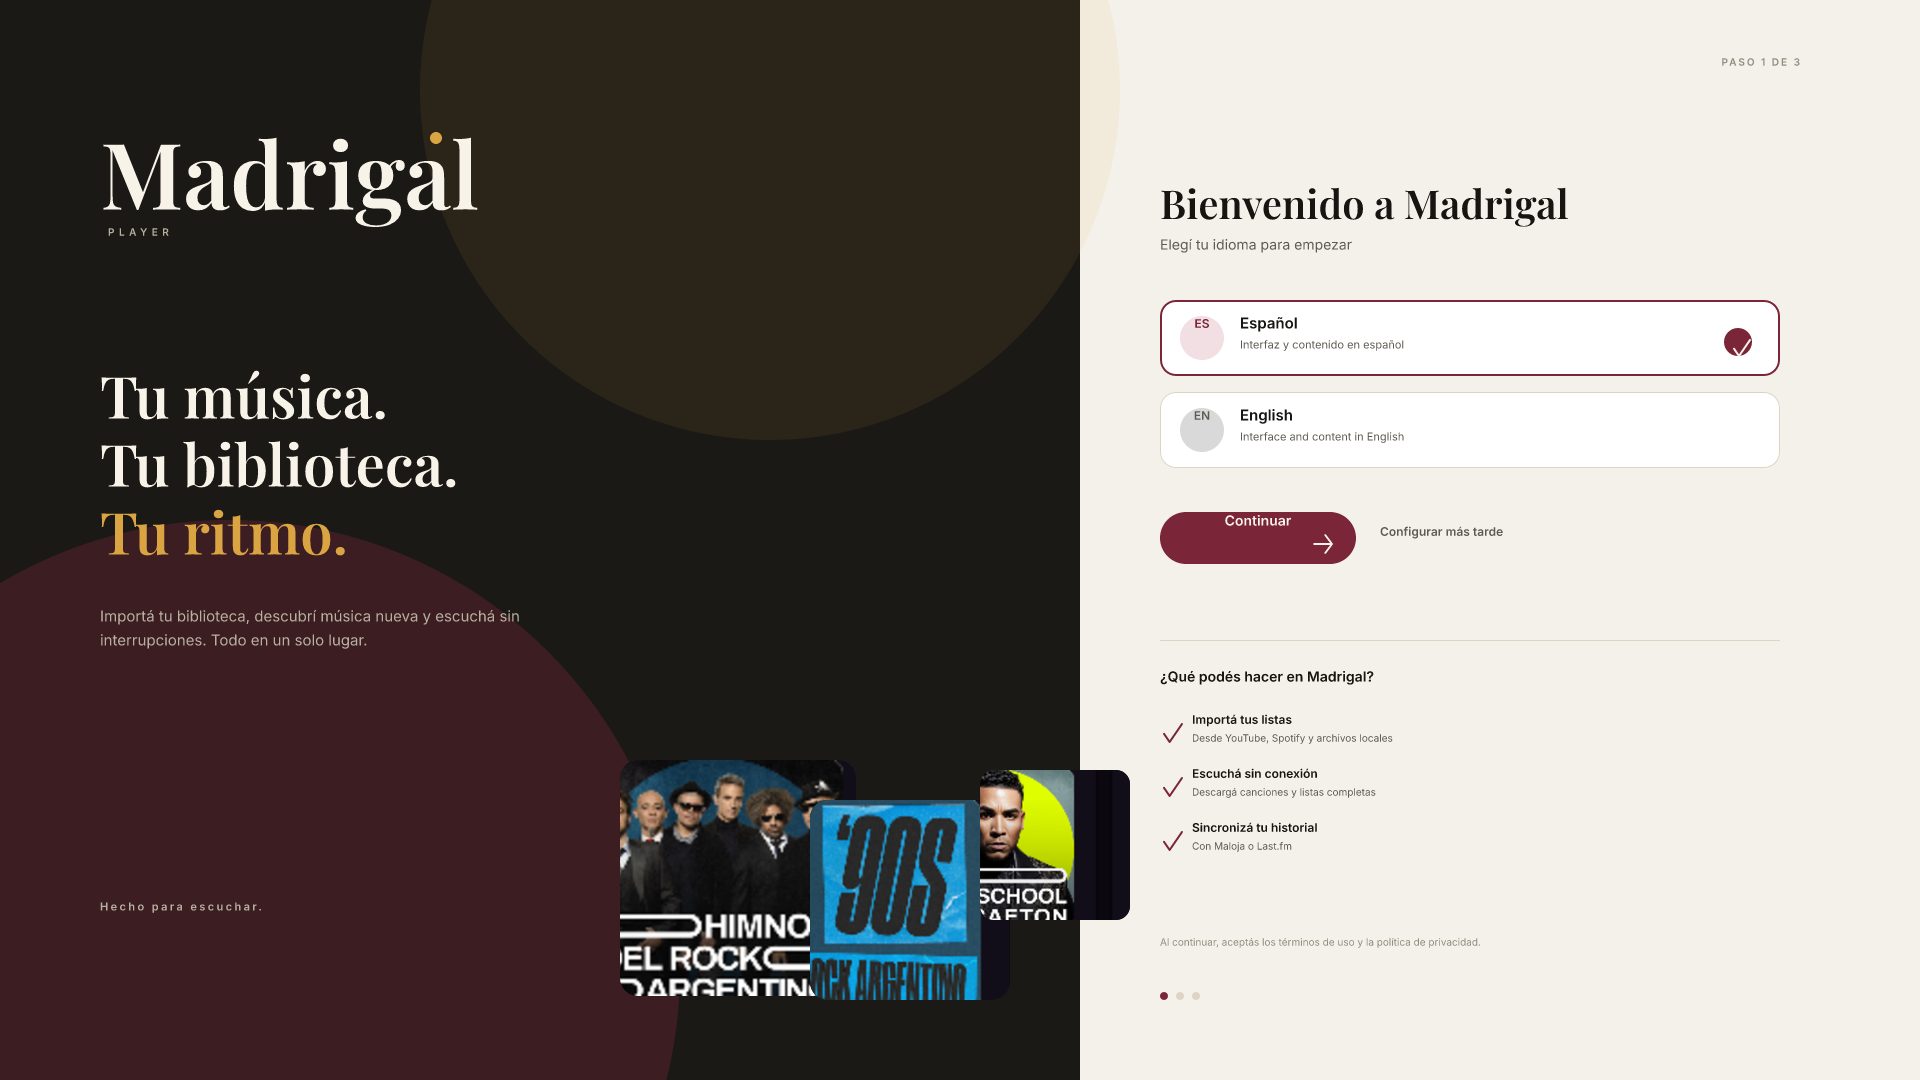 Madrigal
PLAYER
Tu música.
Tu biblioteca.
Tu ritmo.
Importá tu biblioteca, descubrí música nueva y escuchá sin
interrupciones. Todo en un solo lugar.
Hecho para escuchar.
HIMNO
DEL ROCK
ARGENTIN
'90S
ROCK ARGENTINO
SCHOOL
PASO 1 DE 3
Bienvenido a Madrigal
Elegí tu idioma para empezar
ES
Español
Interfaz y contenido en español
EN
English
Interface and content in English
Continuar
Configurar más tarde
¿Qué podés hacer en Madrigal?
Importá tus listas
Desde YouTube, Spotify y archivos locales
Escuchá sin conexión
Descargá canciones y listas completas
Sincronizá tu historial
Con Maloja o Last.fm
Al continuar, aceptás los términos de uso y la política de privacidad.